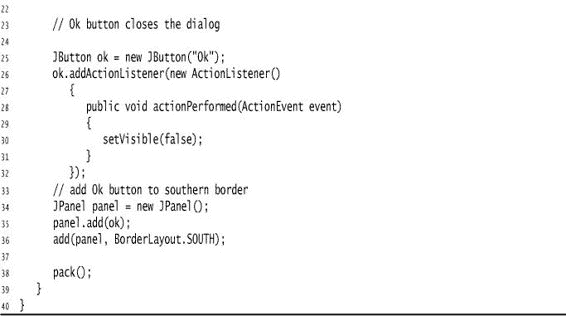 22
23 // Ok button closes the dialog
24
25 JButton ok = new JButton("Ok");
26 ok.addActionListener(new ActionListener()
27 {
28 public void actionPerformed(ActionEvent event)
29 {
30 setVisible(false);
31 }
32 });
33 // add Ok button to southern border
34 JPanel panel = new JPanel();
35 panel.add(ok);
36 add(panel, BorderLayout.SOUTH);
37
38 pack();
39 }
40 }